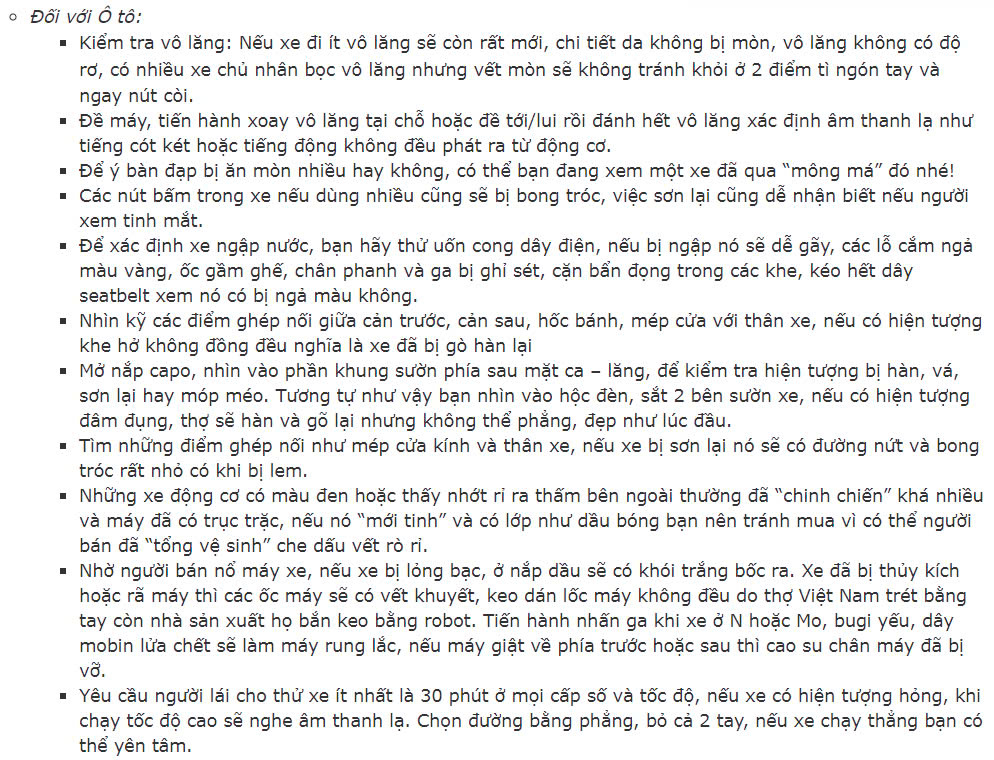 Đối với Ô tô:
Kiểm tra vô lăng: Nếu xe đi ít vô lăng sẽ còn rất mới, chi tiết da không bị mòn, vô lăng không có độ
rơ, có nhiều xe chủ nhân bọc vô lăng nhưng vết mòn sẽ không tránh khỏi ở 2 điểm tì ngón tay và
ngay nút còi.
Đề máy, tiến hành xoay vô lăng tại chỗ hoặc đề tới/lui rồi đánh hết vô lăng xác định âm thanh lạ như
tiếng cót két hoặc tiếng động không đều phát ra từ động cơ.
Để ý bàn đạp bị ăn mòn nhiều hay không, có thể bạn đang xem một xe đã qua “mông má” đó nhé!
Các nút bấm trong xe nếu dùng nhiều cũng sẽ bị bong tróc, việc sơn lại cũng dễ nhận biết nếu người
xem tinh mắt.
Để xác định xe ngập nước, bạn hãy thử uốn cong dây điện, nếu bị ngập nó sẽ dễ gãy, các lỗ cắm ngả
màu vàng, ốc gầm ghế, chân phanh và ga bị ghỉ sét, cặn bẩn đọng trong các khe, kéo hết dây
seatbelt xem nó có bị ngả màu không.
Nhìn kỹ các điểm ghép nối giữa cản trước, cản sau, hốc bánh, mép cửa với thân xe, nếu có hiện tượng
khe hở không đồng đều nghĩa là xe đã bị gò hàn lại
Mở nắp capo, nhìn vào phần khung sườn phía sau mặt ca – lăng, để kiểm tra hiện tượng bị hàn, vá,
sơn lại hay móp méo. Tương tự như vậy bạn nhìn vào hộc đèn, sắt 2 bên sườn xe, nếu có hiện tượng
đâm đụng, thợ sẽ hàn và gõ lại nhưng không thể phẳng, đẹp như lúc đầu.
Tìm những điểm ghép nối như mép cửa kính và thân xe, nếu xe bị sơn lại nó sẽ có đường nứt và bong
tróc rất nhỏ có khi bị lem.
Những xe động cơ có màu đen hoặc thấy nhớt rỉ ra thấm bên ngoài thường đã “chinh chiến” khá nhiều
và máy đã có trục trặc, nếu nó “mới tinh” và có lớp như dầu bóng bạn nên tránh mua vì có thể người
bán đã “tổng vệ sinh” che dấu vết rò rỉ.
Nhờ người bán nổ máy xe, nếu xe bị lỏng bạc, ở nắp dầu sẽ có khói trắng bốc ra. Xe đã bị thủy kích
hoặc rã máy thì các ốc máy sẽ có vết khuyết, keo dán lốc máy không đều do thợ Việt Nam trét bằng
tay còn nhà sản xuất họ bắn keo bằng robot. Tiến hành nhấn ga khi xe ở N hoặc Mo, bugi yếu, dây
mobin lửa chết sẽ làm máy rung lắc, nếu máy giật về phía trước hoặc sau thì cao su chân máy đã bị
vỡ.
Yêu cầu người lái cho thử xe ít nhất là 30 phút ở mọi cấp số và tốc độ, nếu xe có hiện tượng hỏng, khi
chạy tốc độ cao sẽ nghe âm thanh lạ. Chọn đường bằng phẳng, bỏ cả 2 tay, nếu xe chạy thẳng bạn có
thể yên tâm.